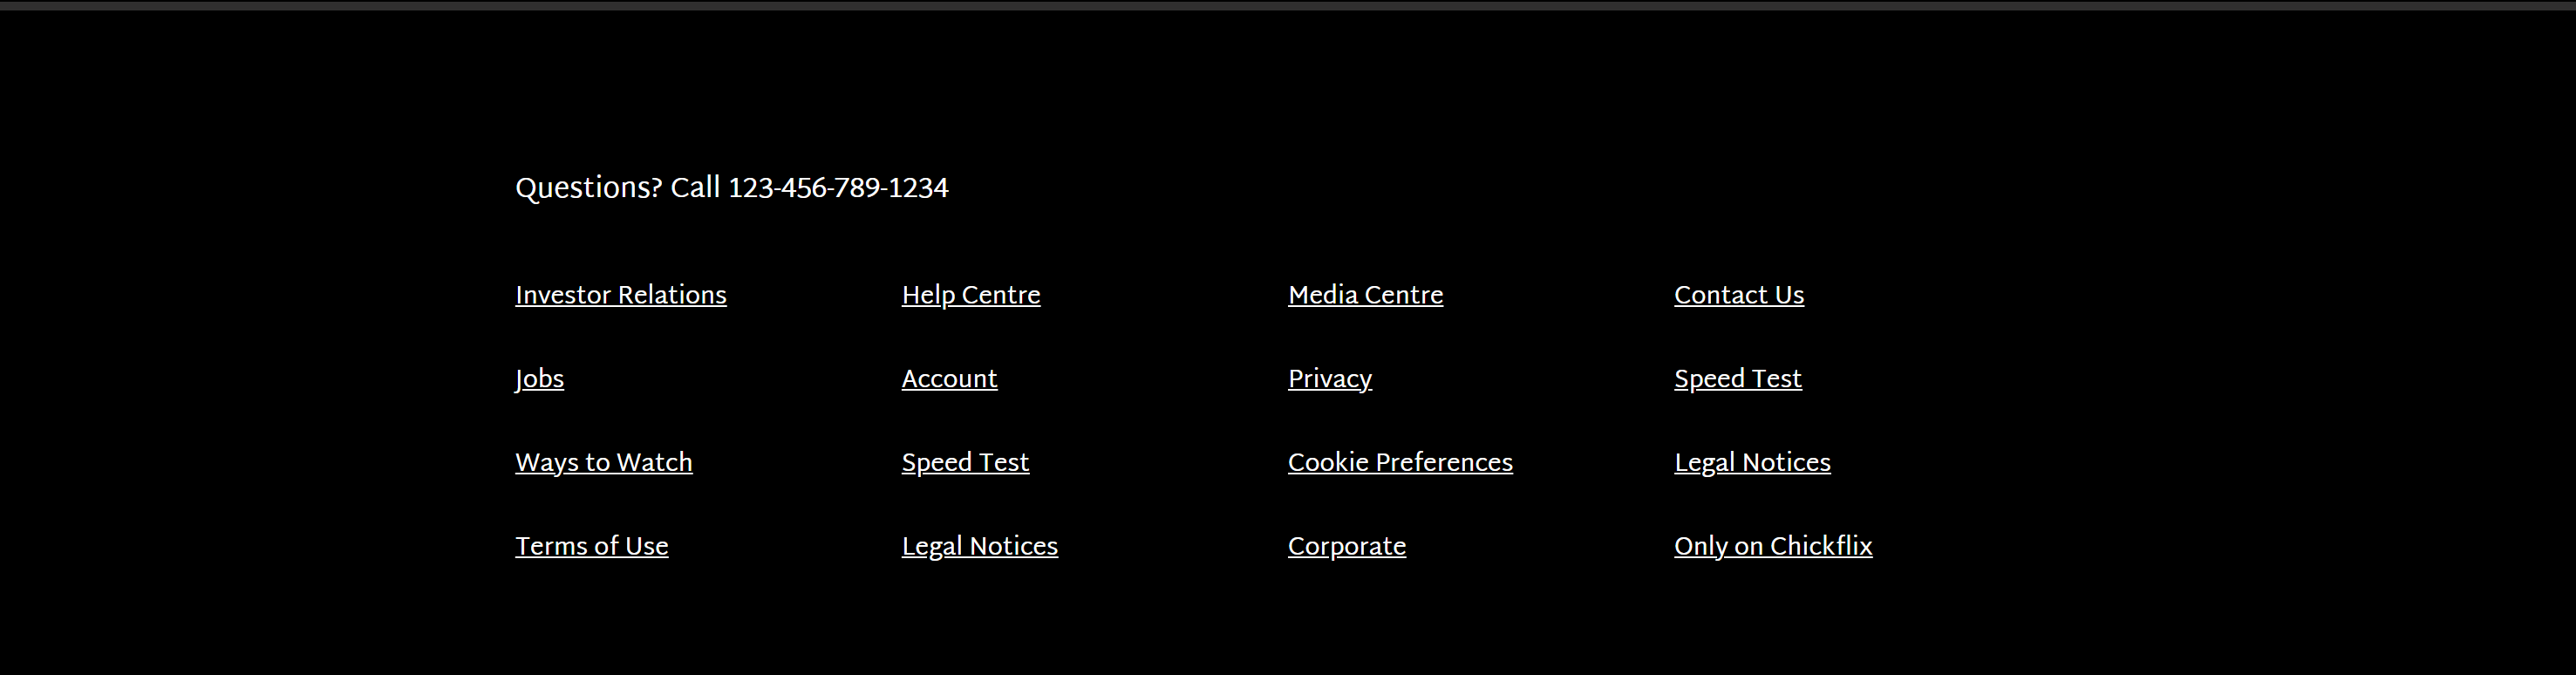 Questions? Call 123-456-789-1234
Investor Relations Help Centre Media Centre Contact Us
Jobs Account Privacy Speed Test
Ways to Watch Speed Test Cookie Preferences Legal Notices
Terms of Use Legal Notices Corporate Only on Chickflix